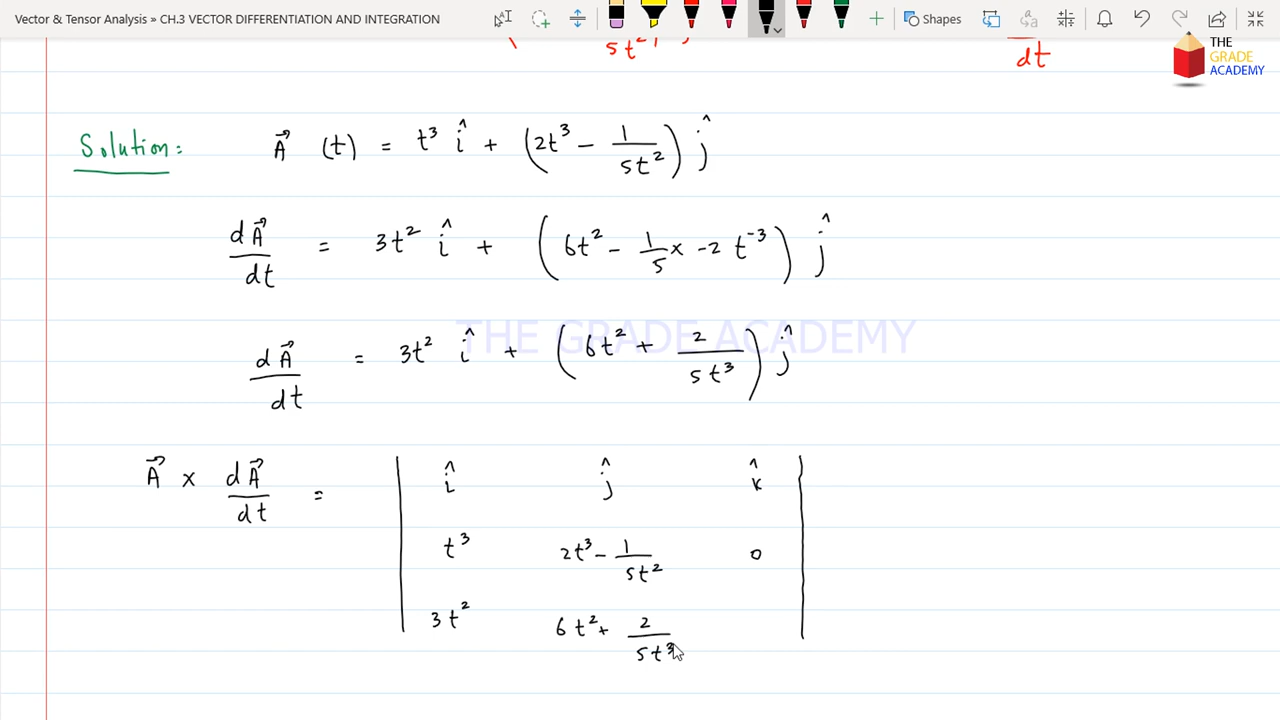 Vector & Tensor Analysis » CH.3 VECTOR DIFFERENTIATION AND INTEGRATION
Shapes
THE
GRADE
ACADEMY
5t²
dt
Solution:
A⃗ (t) = t³ î + (2t³ − 1/5t²) ĵ
dA⃗/dt = 3t² î + (6t² − 1/5 x −2 t⁻³) ĵ
THE GRADE ACADEMY
dA⃗/dt = 3t² î + (6t² + 2/5t³) ĵ
A⃗ x dA⃗/dt = | î ĵ k̂ |
t³ 2t³ − 1/5t² 0
3t² 6t² + 2/5t³